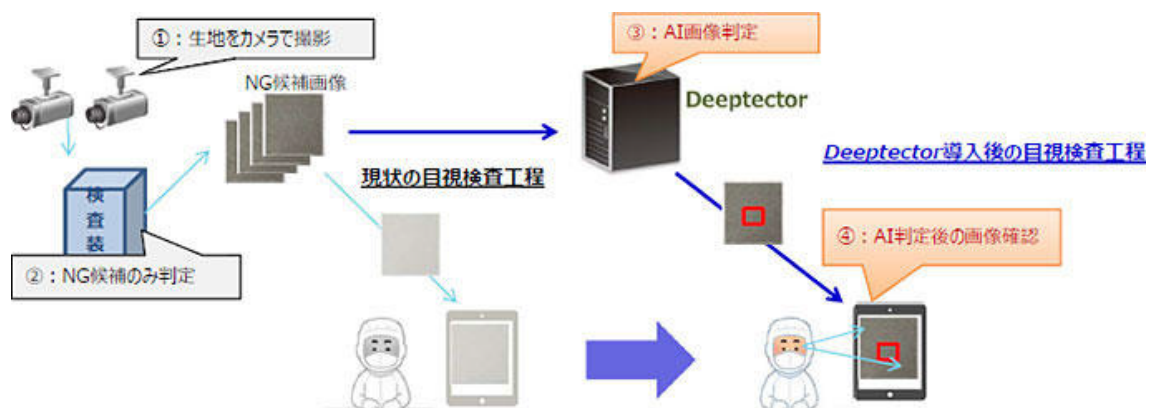 ①：生地をカメラで撮影
NG候補画像
③：AI画像判定
Deeptector
検
査
装
②：NG候補のみ判定
現状の目視検査工程
Deeptector導入後の目視検査工程
④：AI判定後の画像確認